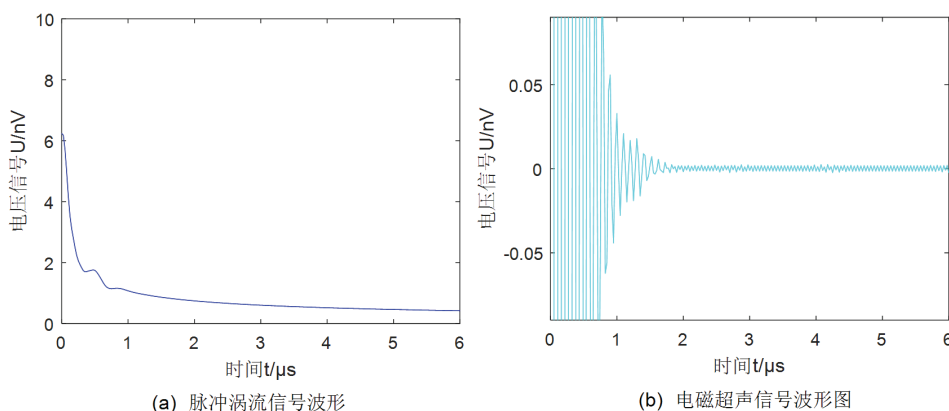 10
8
6
4
2
0
0 1 2 3 4 5 6
电压信号U/nV
时间t/μs
(a) 脉冲涡流信号波形
0.05
0
-0.05
0 1 2 3 4 5 6
电压信号U/nV
时间t/μs
(b) 电磁超声信号波形图